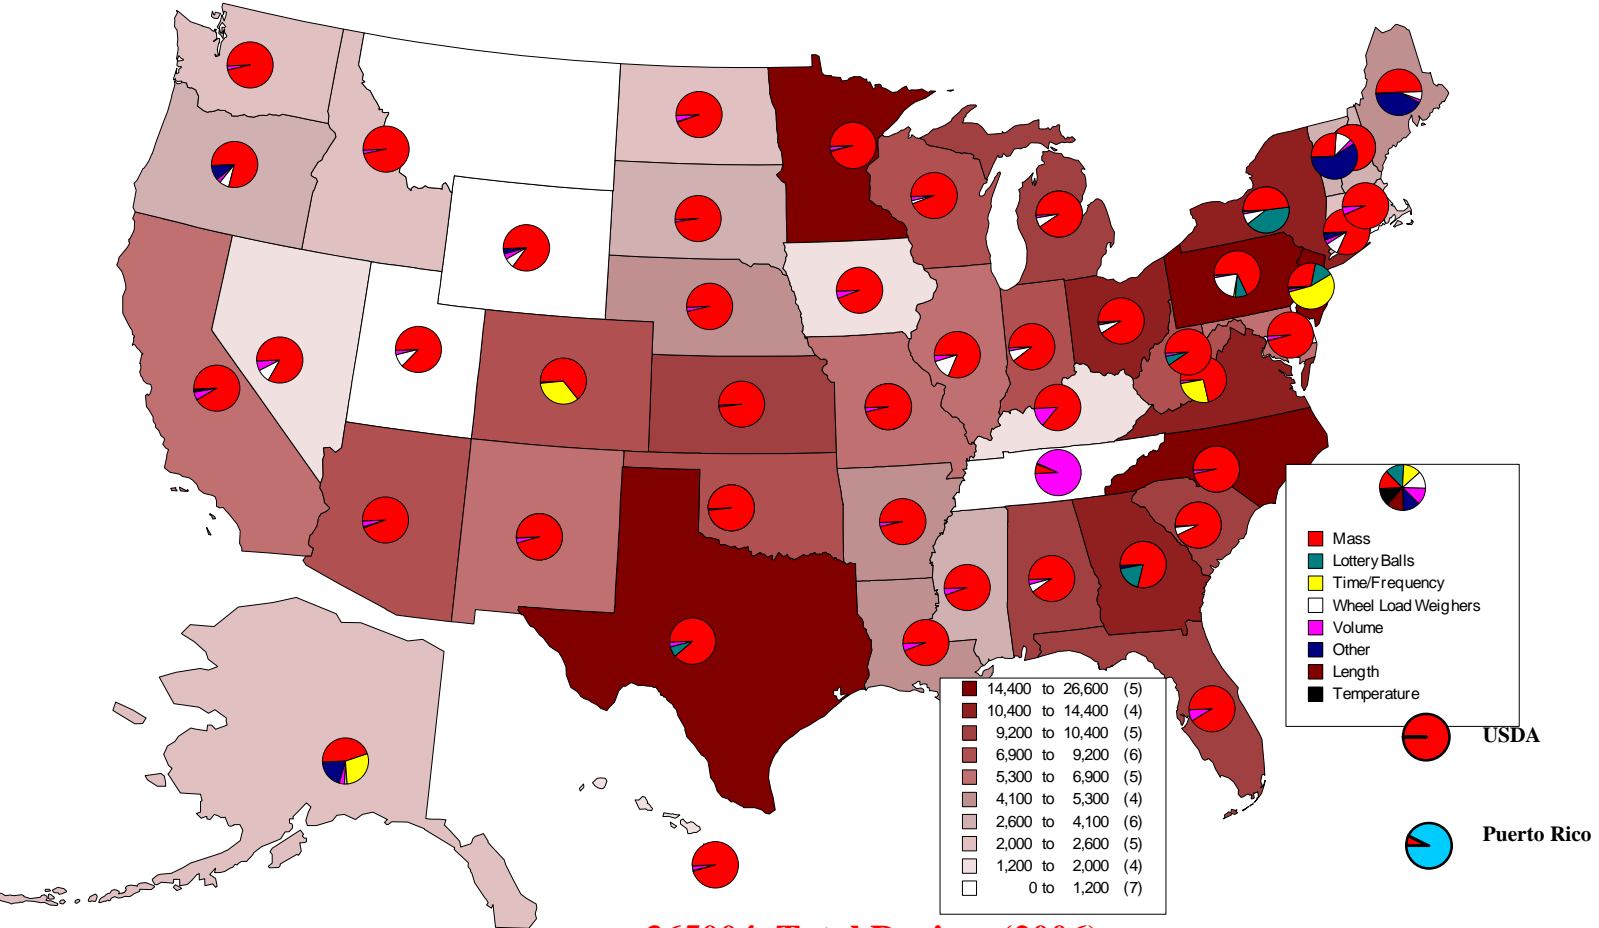 Mass
Lottery Balls
Time/Frequency
Wheel Load Weighers
Volume
Other
Length
Temperature
14,400 to 26,600 (5)
10,400 to 14,400 (4)
9,200 to 10,400 (5)
6,900 to 9,200 (6)
5,300 to 6,900 (5)
4,100 to 5,300 (4)
2,600 to 4,100 (6)
2,000 to 2,600 (5)
1,200 to 2,000 (4)
0 to 1,200 (7)
USDA
Puerto Rico
(2006)